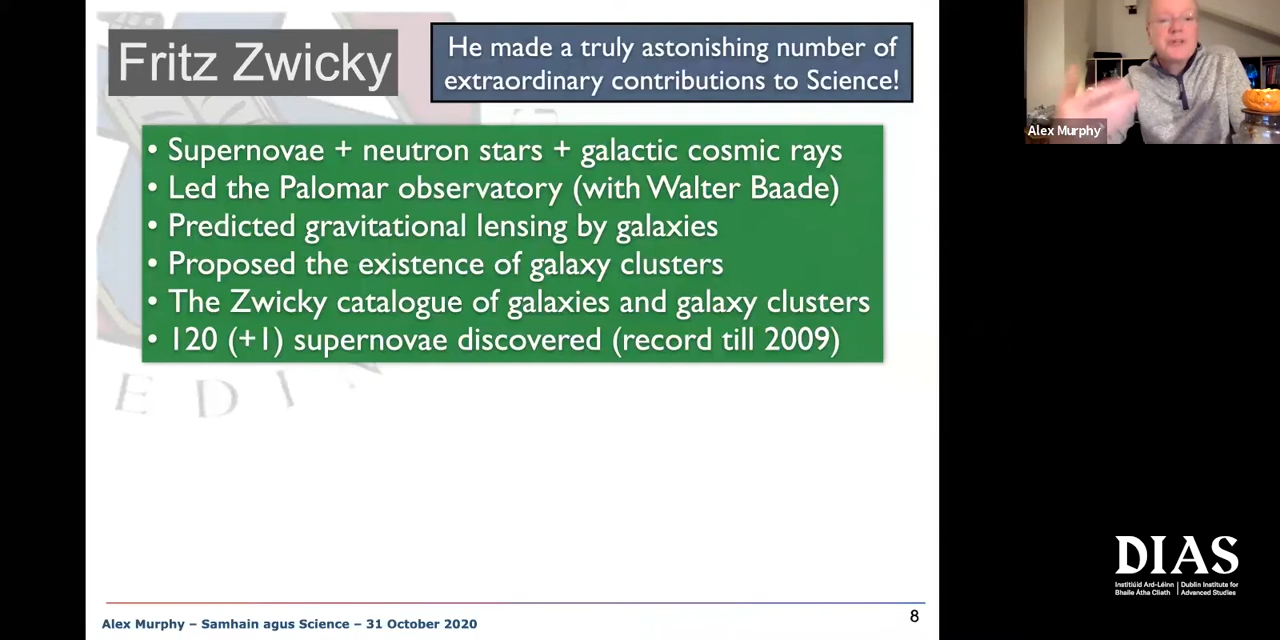 Fritz Zwicky
He made a truly astonishing number of
extraordinary contributions to Science!
• Supernovae + neutron stars + galactic cosmic rays
• Led the Palomar observatory (with Walter Baade)
• Predicted gravitational lensing by galaxies
• Proposed the existence of galaxy clusters
• The Zwicky catalogue of galaxies and galaxy clusters
• 120 (+1) supernovae discovered (record till 2009)
E D I N
Alex Murphy – Samhain agus Science – 31 October 2020
8
Alex Murphy
DIAS
Institiúid Ard-Léinn | Dublin Institute for
Bhaile Átha Cliath | Advanced Studies